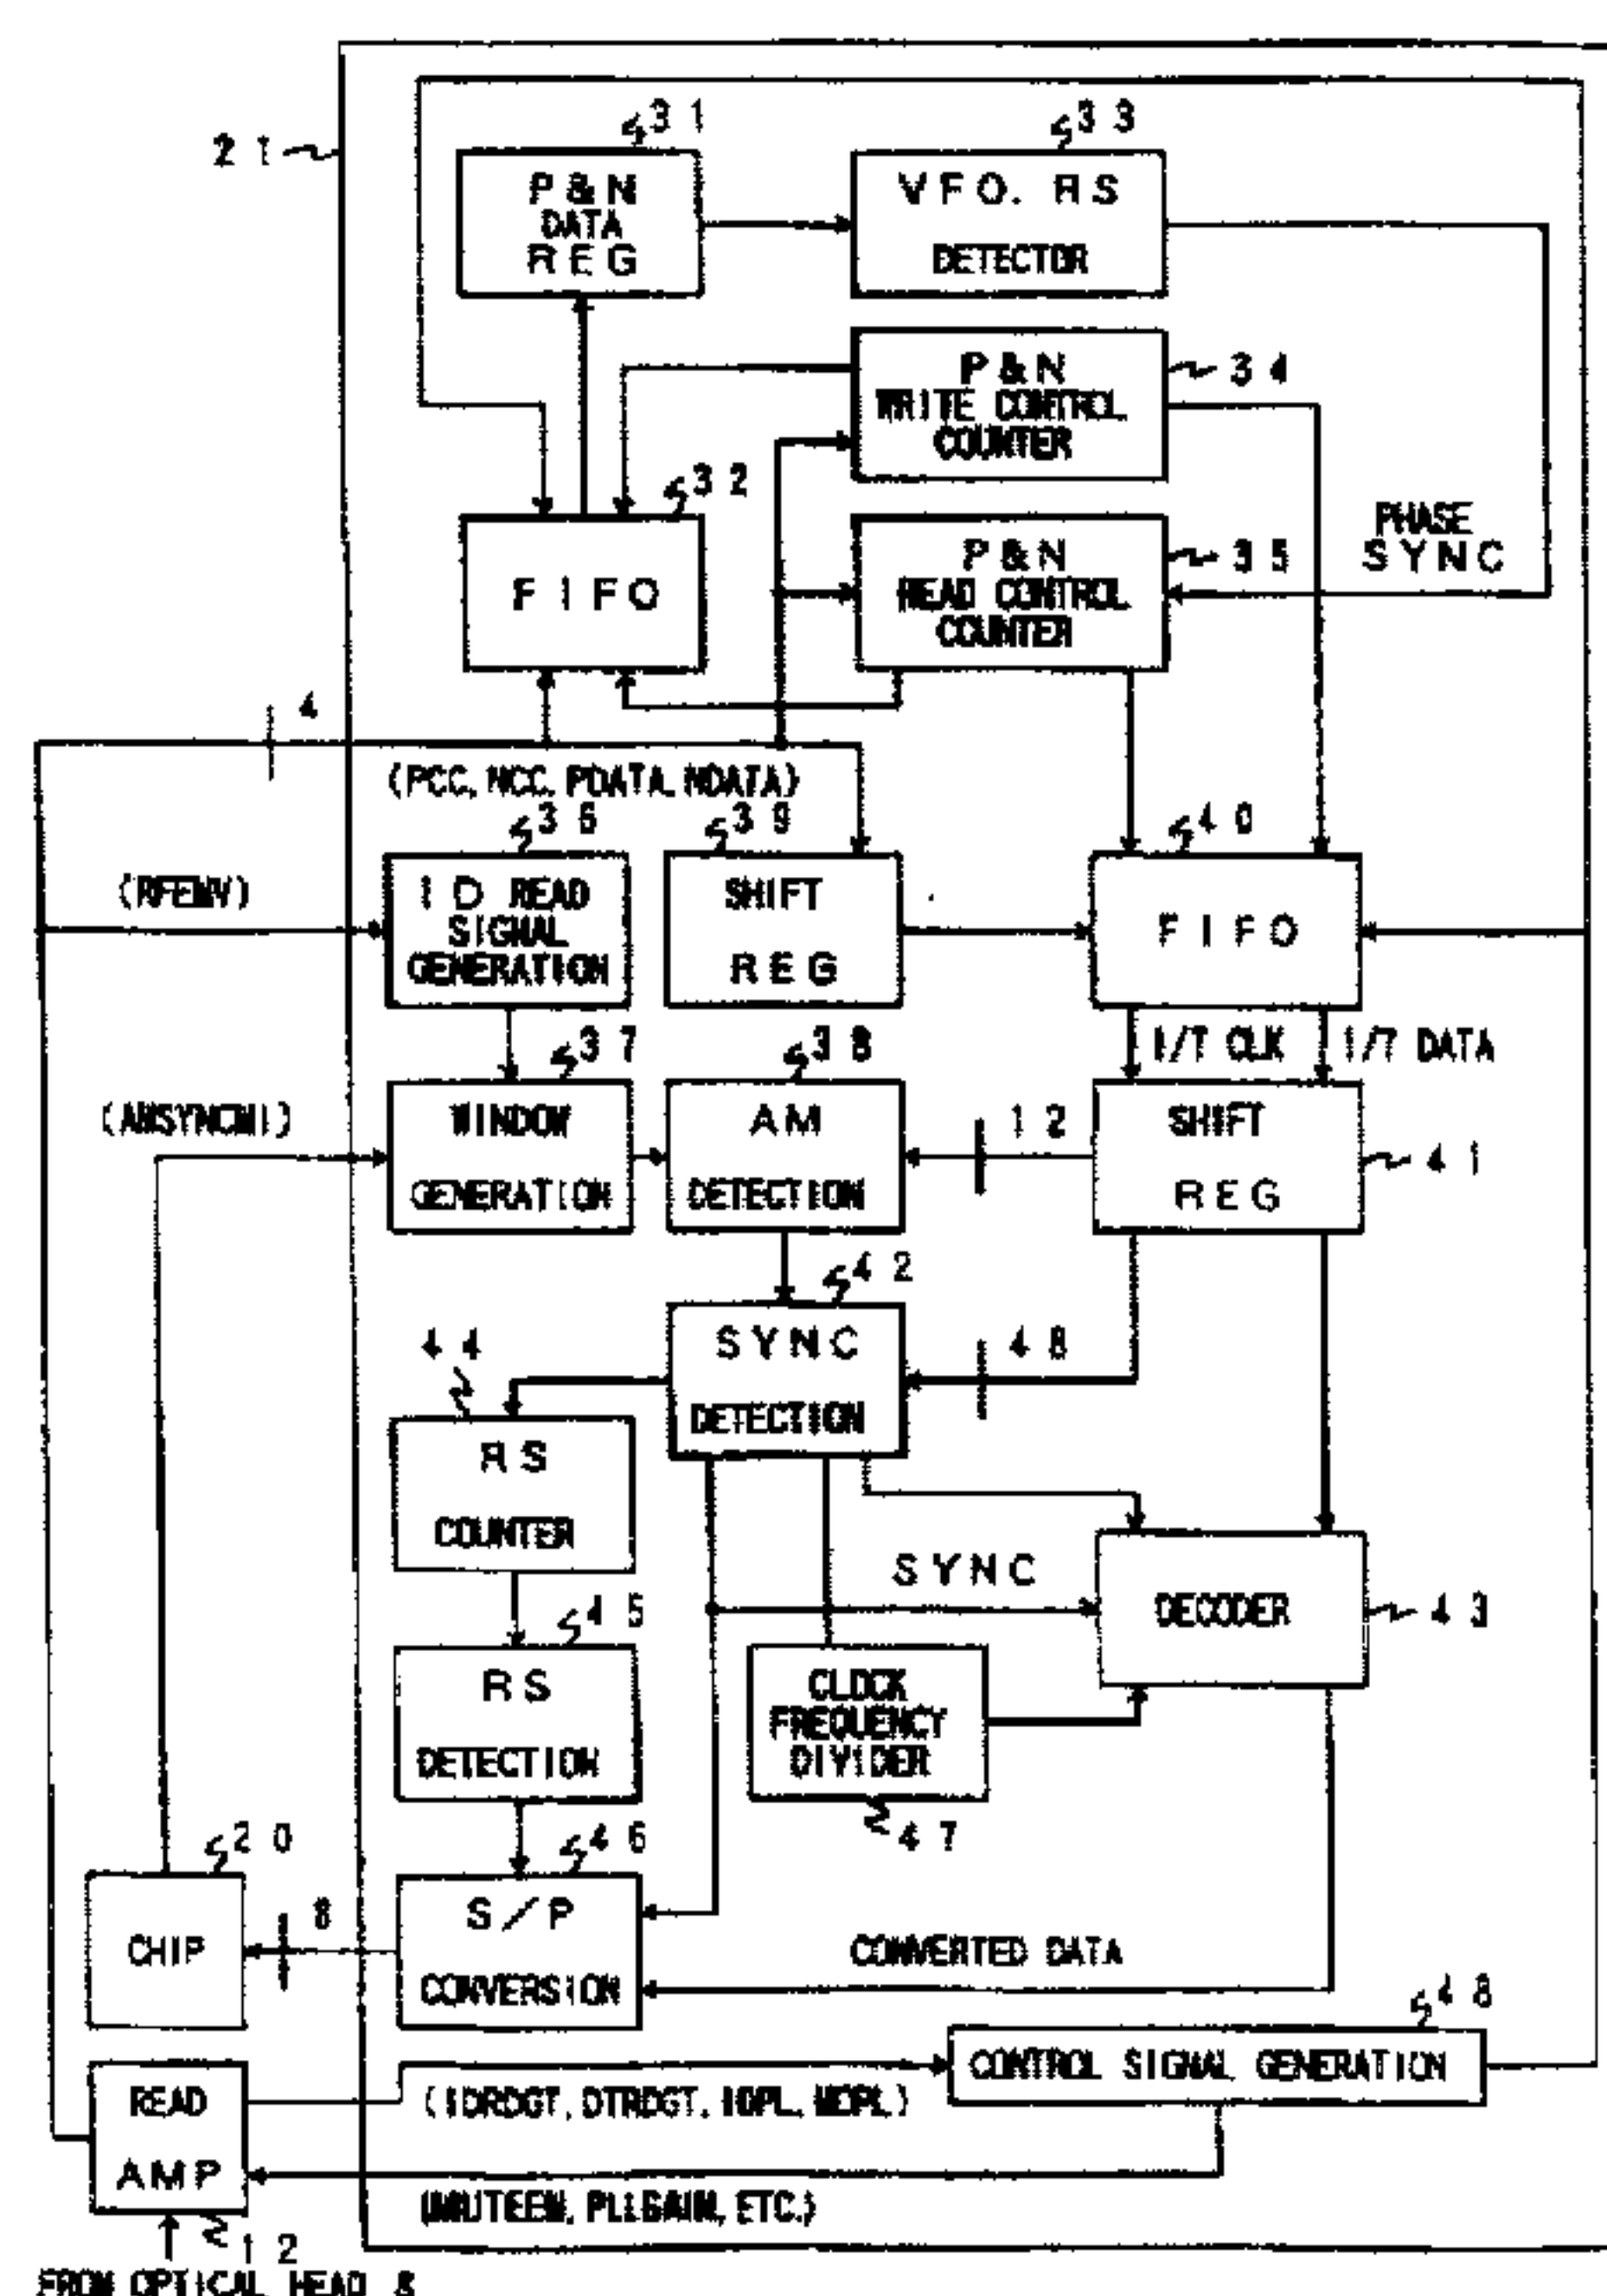 21
31
P&N
DATA
REG
33
VFO. RS
DETECTOR
P&N
WRITE CONTROL
COUNTER
34
32
FIFO
P&N
READ CONTROL
COUNTER
35
PHASE
SYNC
4
(PCC, NCC, PDATA, NDATA)
36
39
40
(RFENV)
ID READ
SIGNAL
GENERATION
SHIFT
REG
FIFO
37
38
1/7 CLK
1/7 DATA
WINDOW
GENERATION
AM
DETECTION
12
SHIFT
REG
41
42
44
SYNC
DETECTION
48
RS
COUNTER
SYNC
DECODER
43
45
RS
DETECTION
CLOCK
FREQUENCY
DIVIDER
47
20
46
CHIP
8
S/P
CONVERSION
CONVERTED DATA
48
CONTROL SIGNAL GENERATION
READ
AMP
(IDRDGT, DTRDGT, IDPL, MOPL)
PLLGAIN, ETC.)
12
FROM OPTICAL HEAD